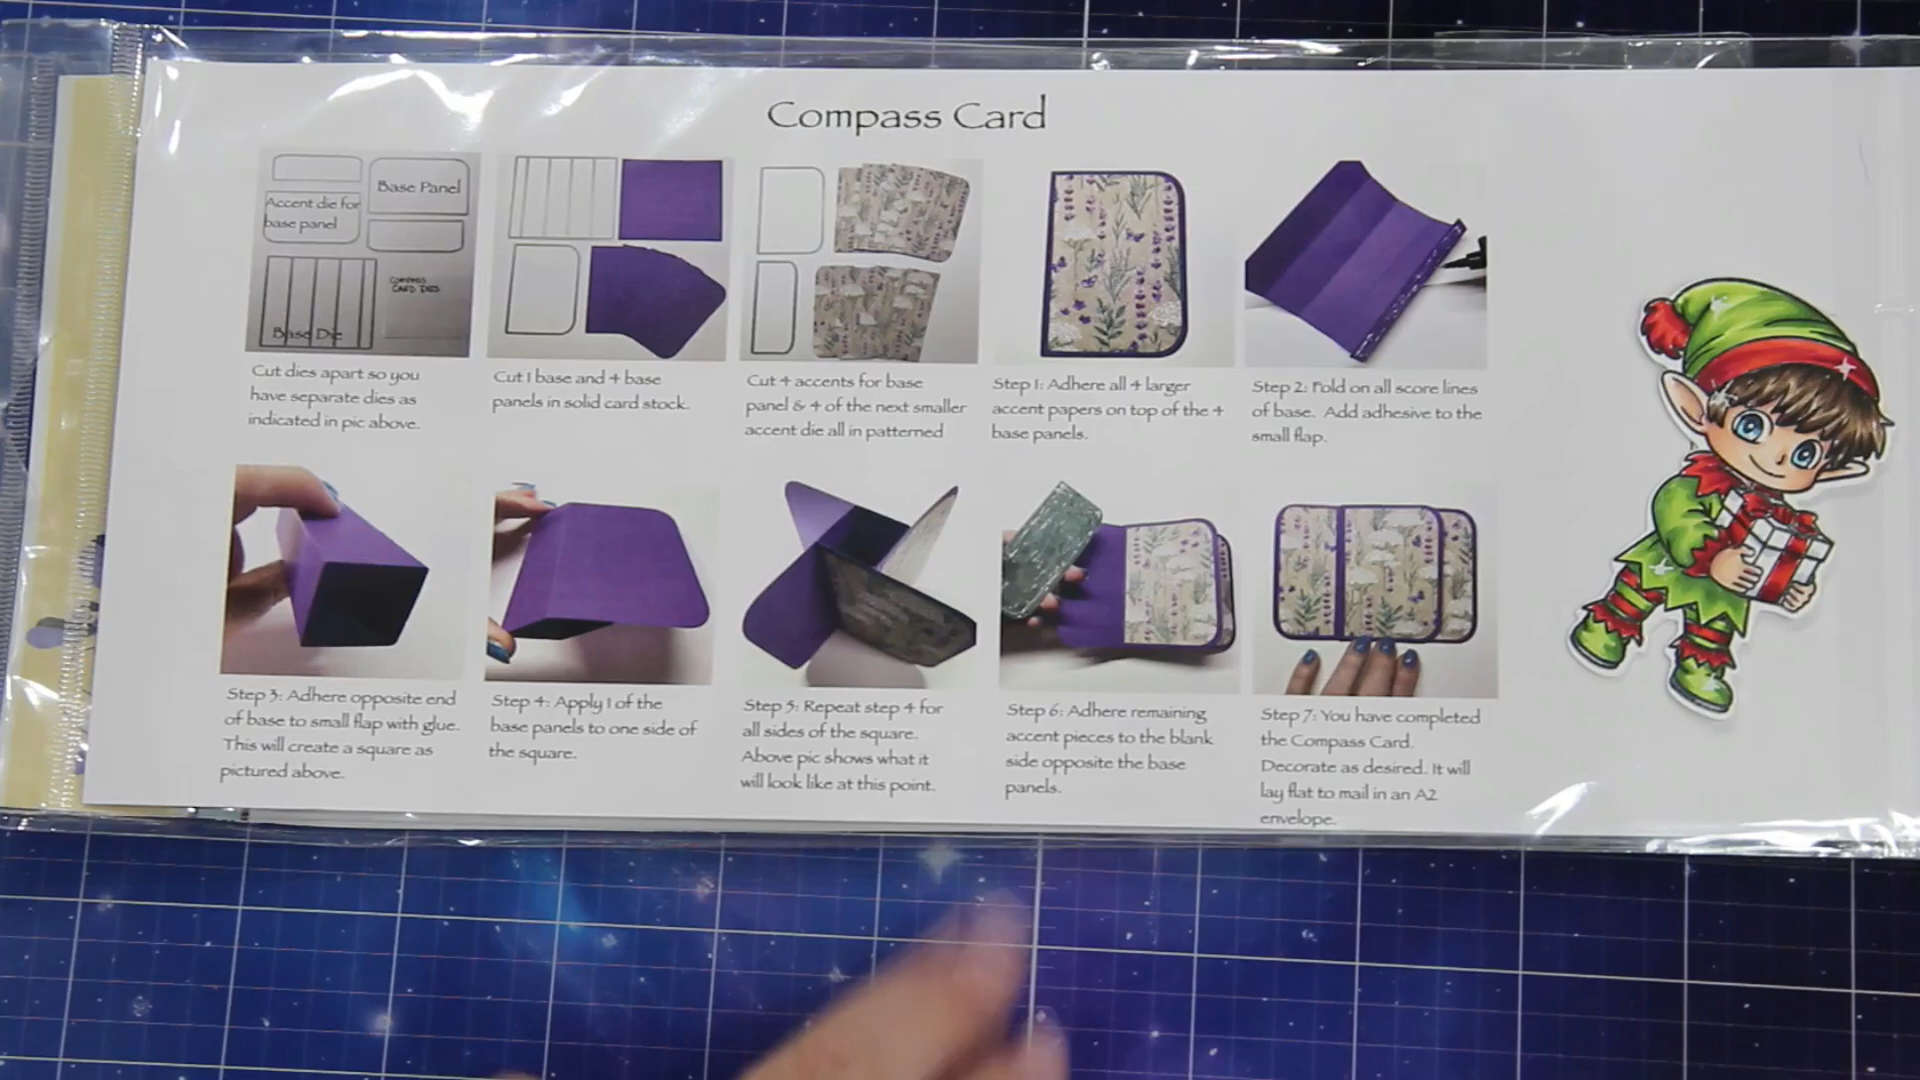 Compass Card
Base Panel
Accent die for
base panel
COMPASS
CARD DIES
Base Die
Cut dies apart so you
have separate dies as
indicated in pic above.
Cut 1 base and 4 base
panels in solid card stock.
Cut 4 accents for base
panel & 4 of the next smaller
accent die all in patterned
Step 1: Adhere all 4 larger
accent papers on top of the 4
base panels.
Step 2: Fold on all score lines
of base. Add adhesive to the
small flap.
Step 3: Adhere opposite end
of base to small flap with glue.
This will create a square as
pictured above.
Step 4: Apply 1 of the
base panels to one side of
the square.
Step 5: Repeat step 4 for
all sides of the square.
Above pic shows what it
will look like at this point.
Step 6: Adhere remaining
accent pieces to the blank
side opposite the base
panels.
Step 7: You have completed
the Compass Card.
Decorate as desired. It will
lay flat to mail in an A2
envelope.